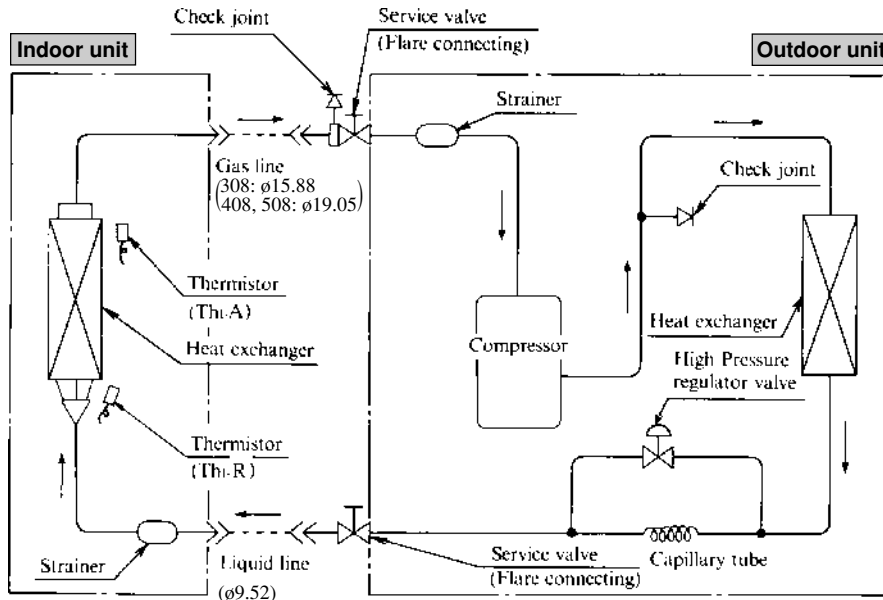 Check joint
Service valve
(Flare connecting)
Indoor unit
Outdoor unit
Strainer
Gas line
(308: ø15.88
408, 508: ø19.05)
Check joint
Thermistor
(Thi-A)
Heat exchanger
Compressor
Heat exchanger
High Pressure
regulator valve
Thermistor
(Thi-R)
Strainer
Liquid line
(ø9.52)
Service valve
(Flare connecting)
Capillary tube